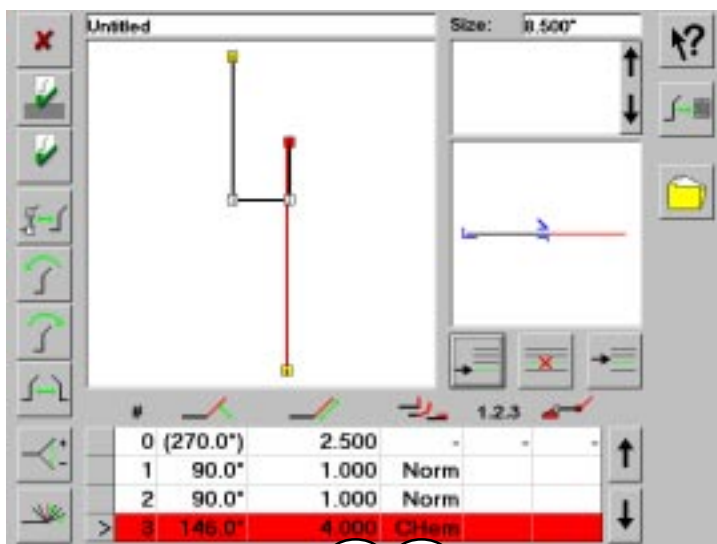 Untitled Size: 8.500"
# 1.2.3
0 (270.0°) 2.500 - - -
1 90.0° 1.000 Norm
2 90.0° 1.000 Norm
> 3 146.0° 4.000 CHem